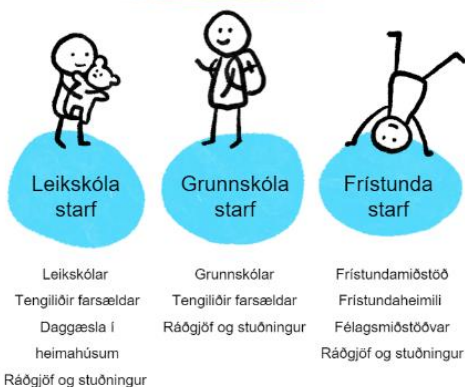 Leikskóla
starf
Leikskólar
Tengiliðir farsældar
Daggæsla í
heimahúsum
Ráðgjöf og stuðningur
Grunnskóla
starf
Grunnskólar
Tengiliðir farsældar
Ráðgjöf og stuðningur
Frístunda
starf
Frístundamiðstöð
Frístundaheimili
Félagsmiðstöðvar
Ráðgjöf og stuðningur